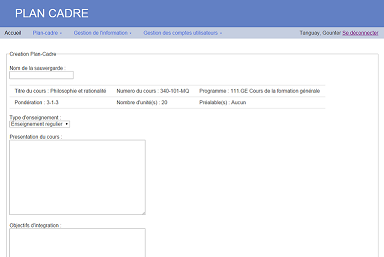 PLAN CADRE
Accueil Plan-cadre Gestion de l'information Gestion des comptes utilisateurs Tanguay, Gounter Se déconnecter
Creation Plan-Cadre
Nom de la sauvegarde :
Titre du cours : Philosophie et rationalité Numero du cours : 340-101-MQ Programme : 111.GE Cours de la formation générale
Pondération : 3-1-3 Nombre d'unité(s) : 20 Préalable(s) : Aucun
Type d'enseignement :
Enseignement regulier
Presentation du cours :
Objectifs d'integration :